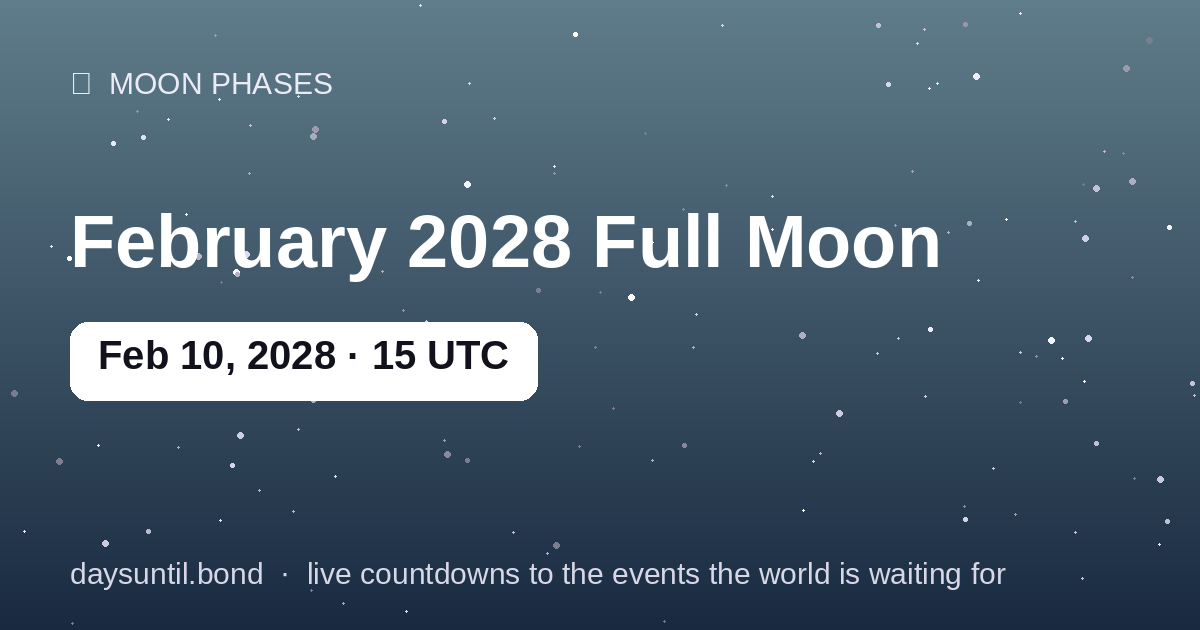 MOON PHASES
February 2028 Full Moon
Feb 10, 2028 · 15 UTC
daysuntil.bond · live countdowns to the events the world is waiting for